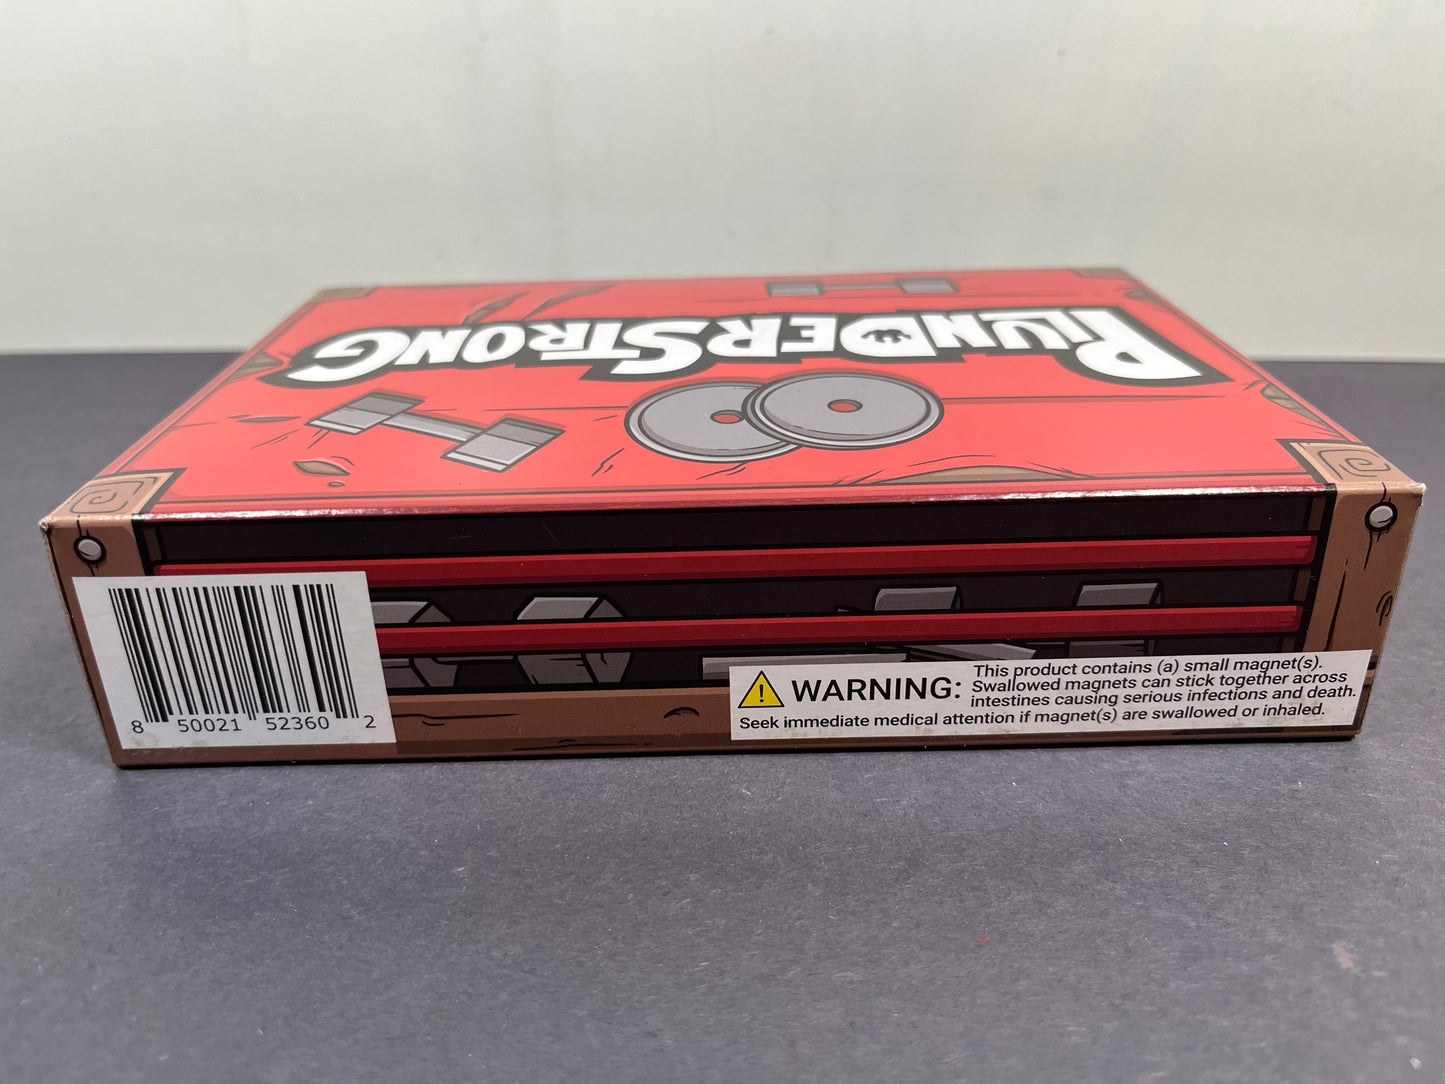 PLUNDERSTRONG
8 50021 52360 2
WARNING:
This product contains (a) small magnet(s).
Swallowed magnets can stick together across
intestines causing serious infections and death.
Seek immediate medical attention if magnet(s) are swallowed or inhaled.